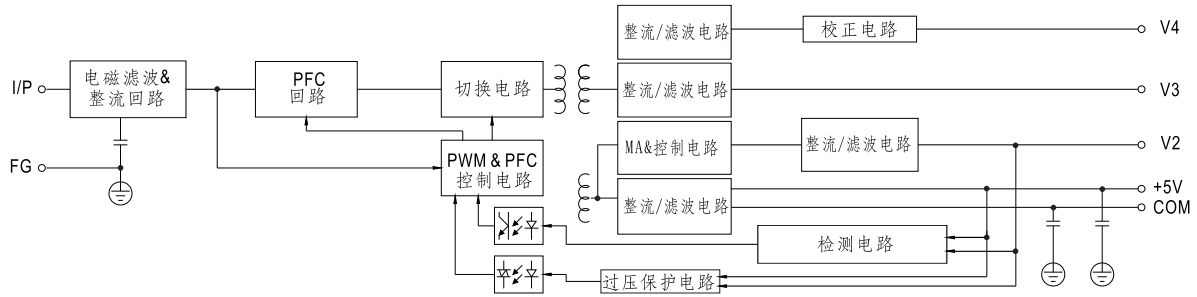 整流/滤波电路
校正电路
V4
I/P
电磁滤波&
整流回路
PFC
回路
切换电路
整流/滤波电路
V3
MA&控制电路
整流/滤波电路
V2
FG
PWM & PFC
控制电路
整流/滤波电路
+5V
COM
检测电路
过压保护电路